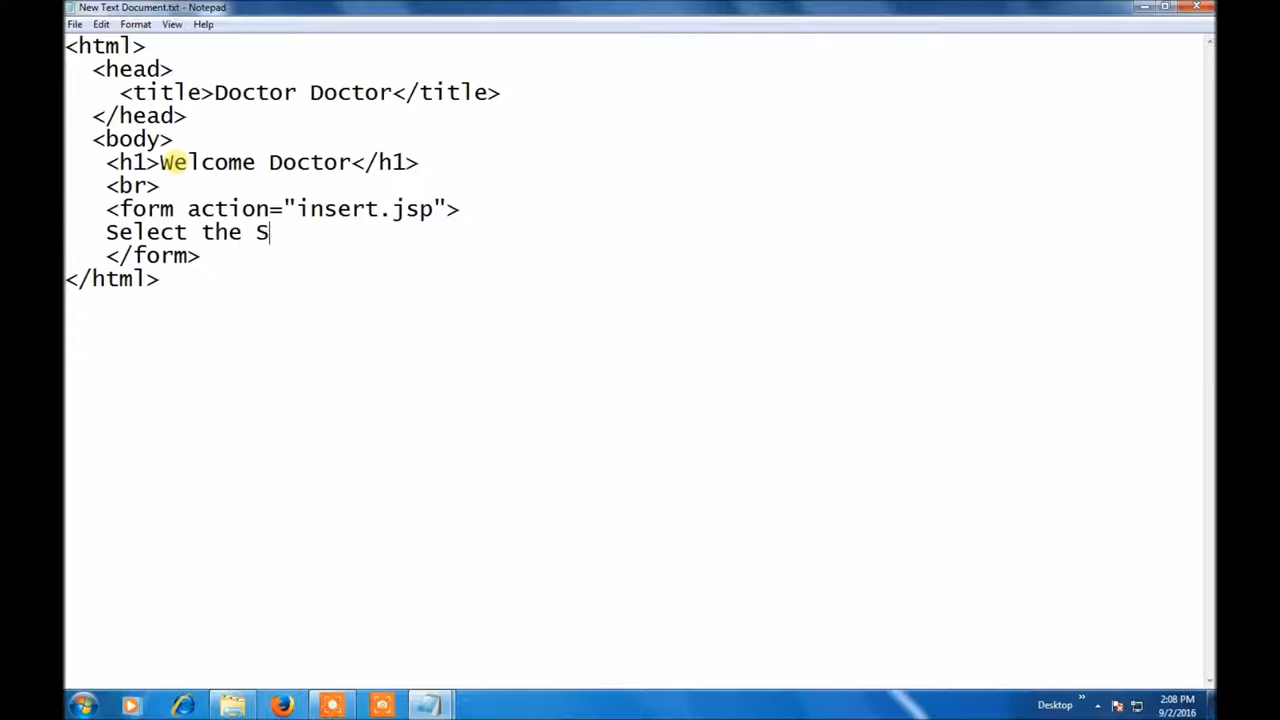 New Text Document.txt - Notepad
File Edit Format View Help
<html>
<head>
<title>Doctor Doctor</title>
</head>
<body>
<h1>Welcome Doctor</h1>
<br>
<form action="insert.jsp">
Select the S
</form>
</html>
Desktop
2:08 PM
9/2/2016